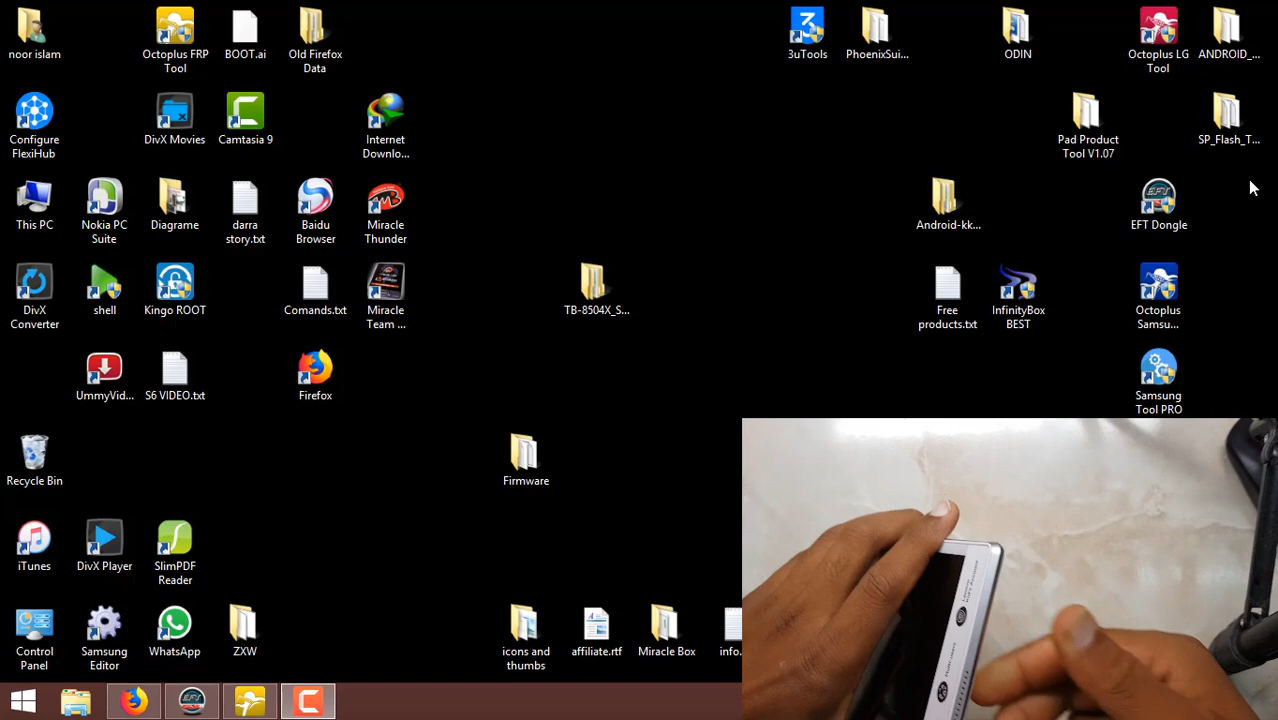 noor islam
Octoplus FRP
Tool
BOOT.ai
Old Firefox
Data
3uTools
PhoenixSui...
ODIN
Octoplus LG
Tool
ANDROID_...
Configure
FlexiHub
DivX Movies
Camtasia 9
Internet
Downlo...
Pad Product
Tool V1.07
SP_Flash_T...
This PC
Nokia PC
Suite
Diagrame
darra
story.txt
Baidu
Browser
Miracle
Thunder
Android-kk...
EFT Dongle
DivX
Converter
shell
Kingo ROOT
Comands.txt
Miracle
Team ...
TB-8504X_S...
Free
products.txt
InfinityBox
BEST
Octoplus
Samsu...
UmmyVid...
S6 VIDEO.txt
Firefox
Samsung
Tool PRO
Recycle Bin
Firmware
iTunes
DivX Player
SlimPDF
Reader
Control
Panel
Samsung
Editor
WhatsApp
ZXW
icons and
thumbs
affiliate.rtf
Miracle Box
info.
EFT